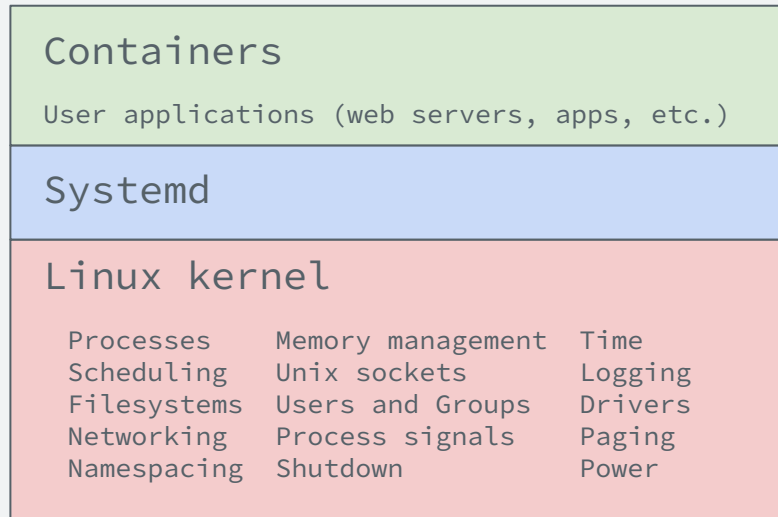 Containers
User applications (web servers, apps, etc.)
Systemd
Linux kernel
Processes Memory management Time
Scheduling Unix sockets Logging
Filesystems Users and Groups Drivers
Networking Process signals Paging
Namespacing Shutdown Power